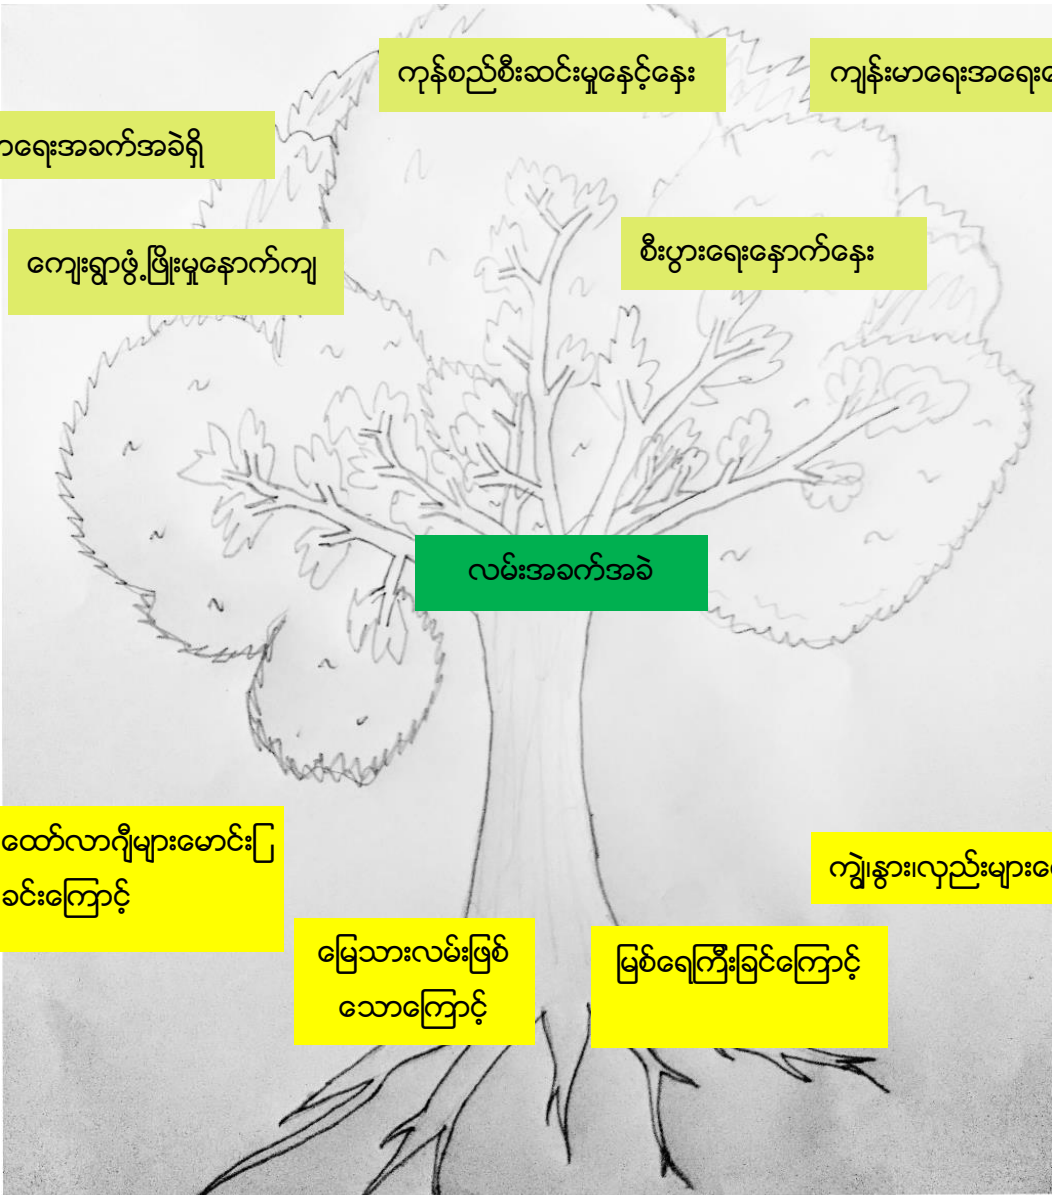 ကုန်စည်စီးဆင်းမှုနှေင့်နှေး
ကျန်းမာရေးအရေး
ရေးအခက်အခဲရှိ
ကျေးရွာဖွံ့ဖြိုးမှုနောက်ကျ
စီးပွားရေးနှောက်နှေး
လမ်းအခက်အခဲ
ထော်လာဂျီများမောင်းြ
ခင်းကြောင့်
ကျွဲ၊နွား၊လှည်းများ
မြေသားလမ်းဖြစ်
သောကြောင့်
မြစ်ရေကြီးခြင်ကြောင့်